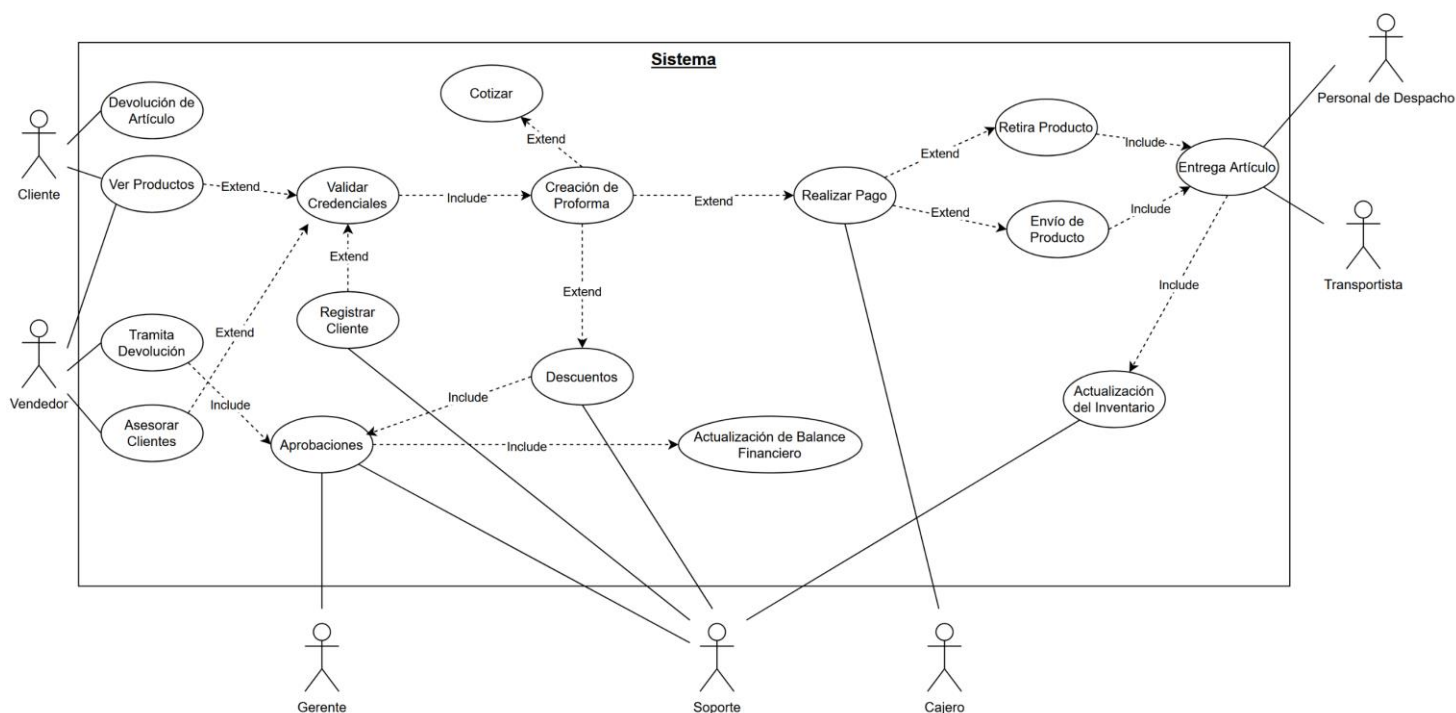 Sistema
Personal de Despacho
Cotizar
Devolución de
Artículo
Extend
Retira Producto
Extend
Include
Cliente
Ver Productos
Extend
Validar
Credenciales
Include
Creación de
Proforma
Extend
Realizar Pago
Entrega Artículo
Extend
Envío de
Producto
Include
Extend
Extend
Include
Transportista
Registrar
Cliente
Tramita
Devolución
Extend
Vendedor
Descuentos
Include
Include
Actualización
del Inventario
Asesorar
Clientes
Aprobaciones
Include
Actualización de Balance
Financiero
Gerente
Soporte
Cajero